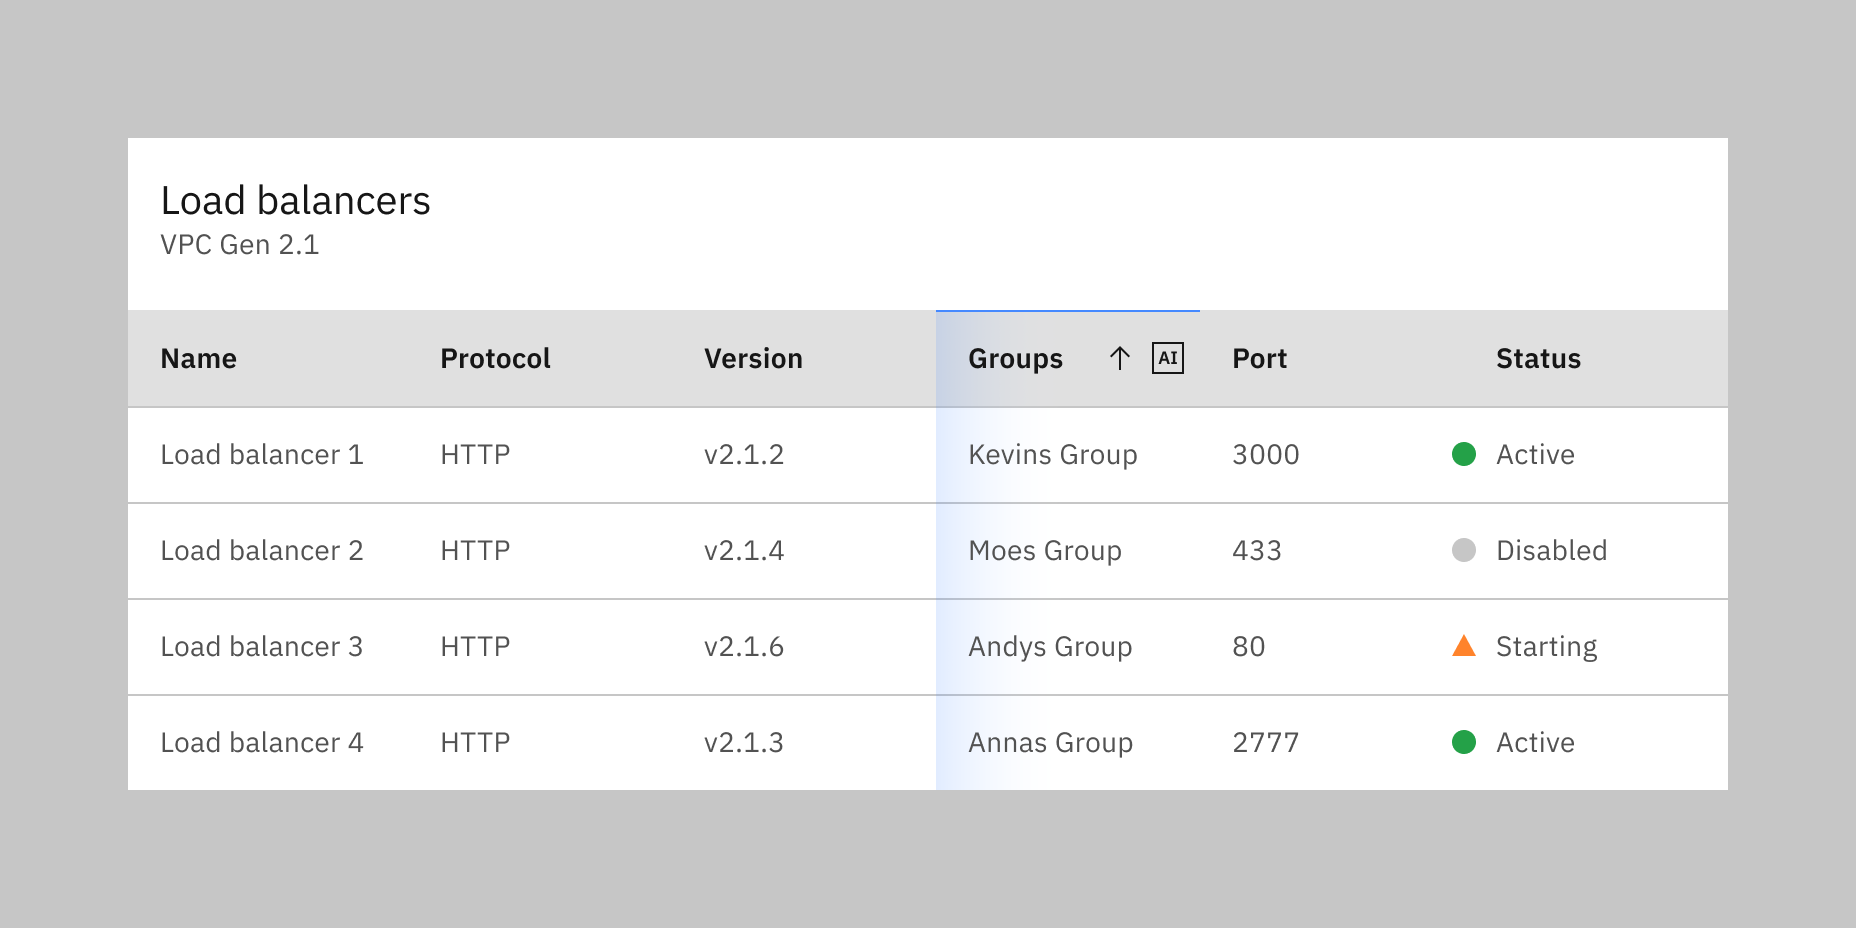 Load balancers
VPC Gen 2.1
Name Protocol Version Groups AI Port Status
Load balancer 1 HTTP v2.1.2 Kevins Group 3000 Active
Load balancer 2 HTTP v2.1.4 Moes Group 433 Disabled
Load balancer 3 HTTP v2.1.6 Andys Group 80 Starting
Load balancer 4 HTTP v2.1.3 Annas Group 2777 Active